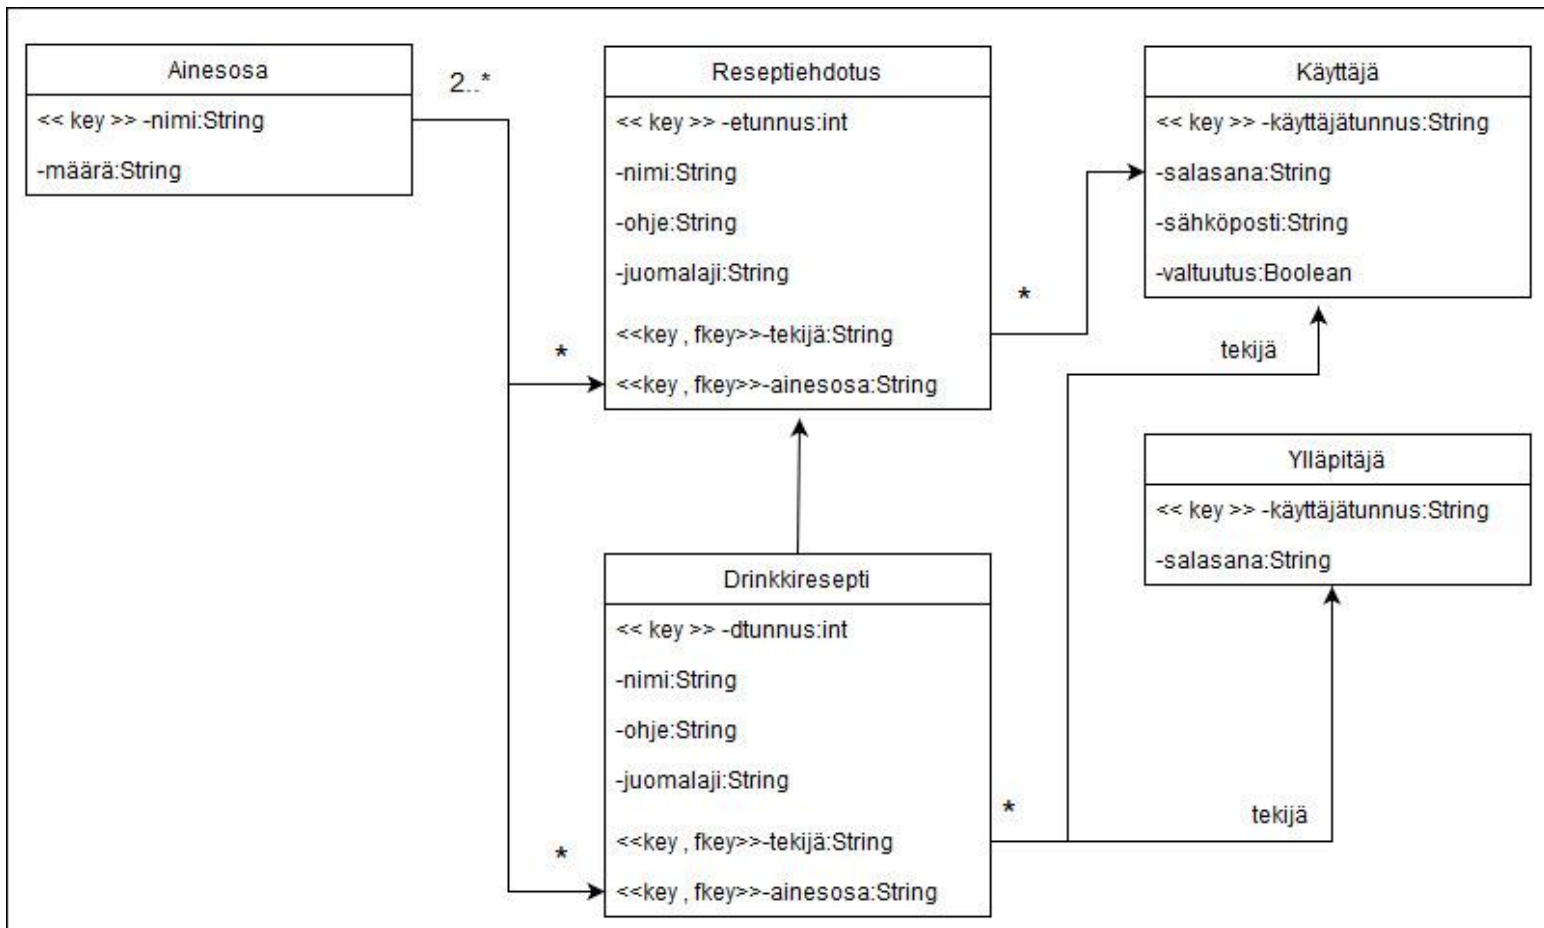 Ainesosa
<< key >> -nimi:String
-määrä:String
2..*
*
*
Reseptiehdotus
<< key >> -etunnus:int
-nimi:String
-ohje:String
-juomalaji:String
<<key , fkey>>-tekijä:String
<<key , fkey>>-ainesosa:String
*
Käyttäjä
<< key >> -käyttäjätunnus:String
-salasana:String
-sähköposti:String
-valtuutus:Boolean
tekijä
Ylläpitäjä
<< key >> -käyttäjätunnus:String
-salasana:String
tekijä
Drinkkiresepti
<< key >> -dtunnus:int
-nimi:String
-ohje:String
-juomalaji:String
<<key , fkey>>-tekijä:String
<<key, fkey>>-ainesosa:String
*